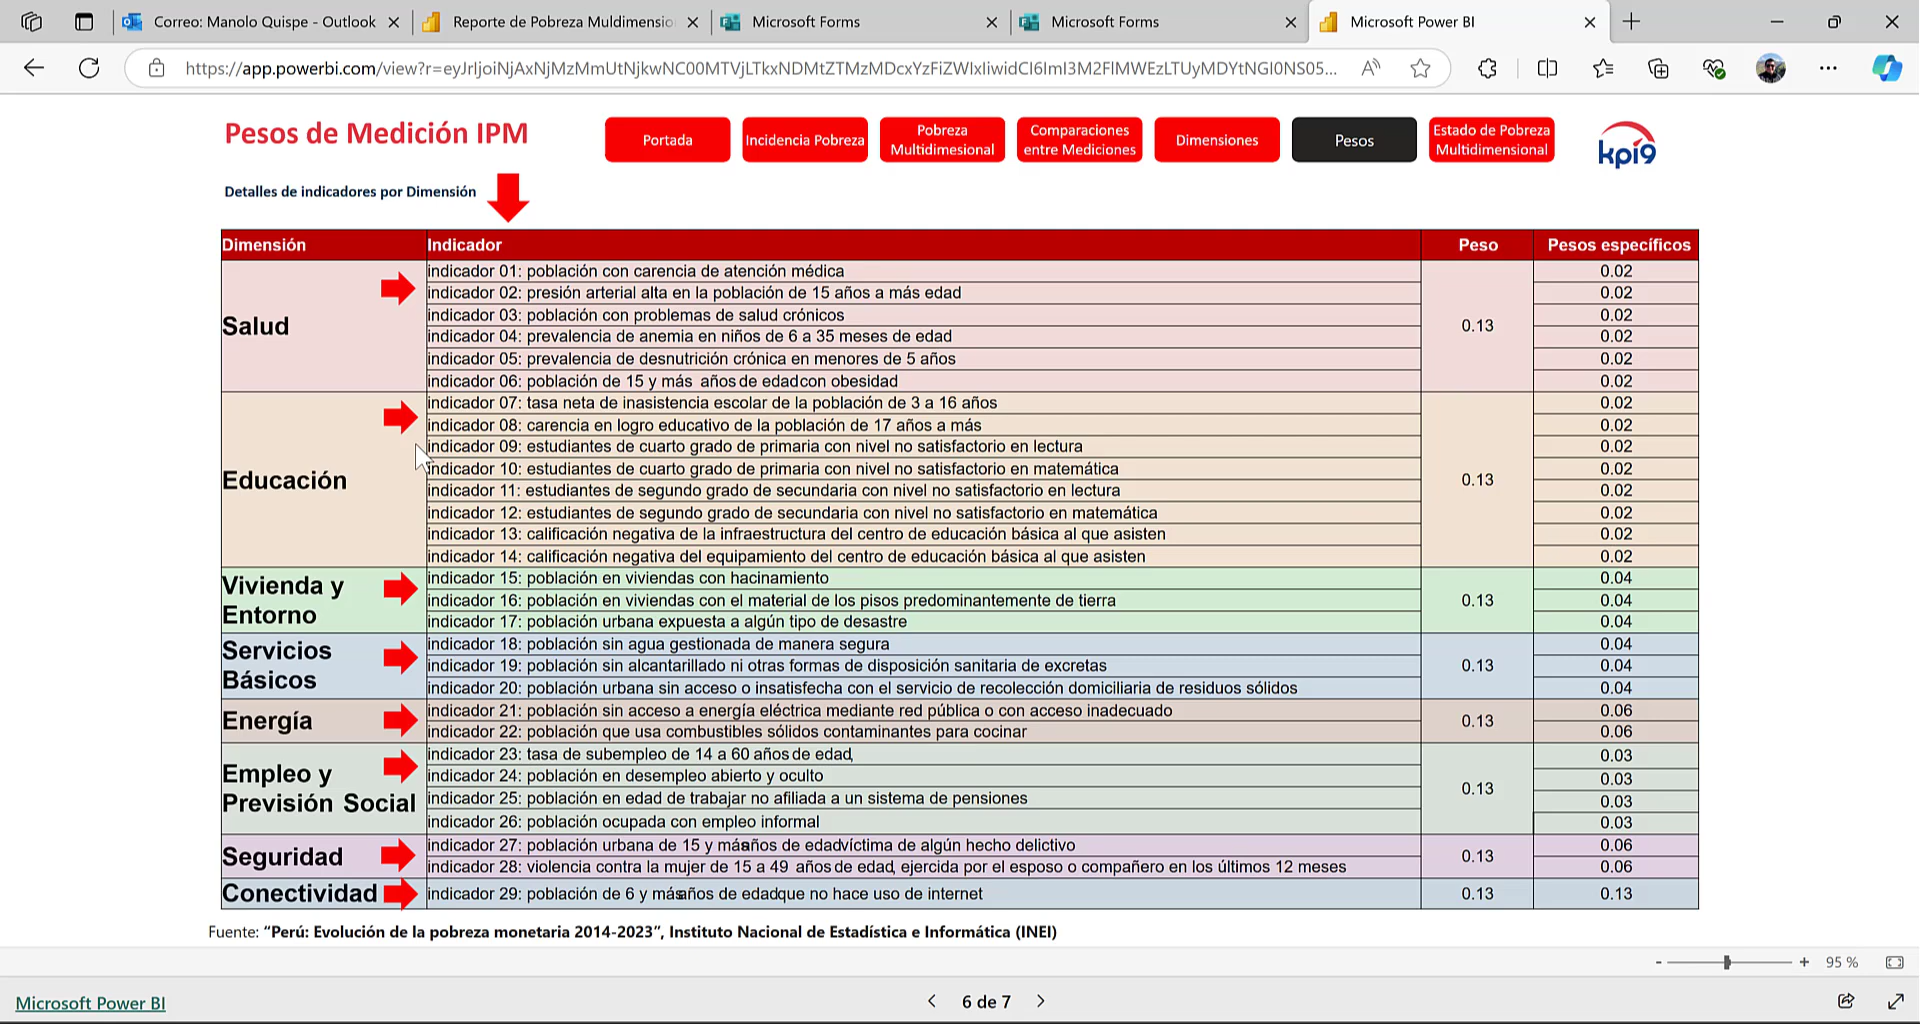 Correo: Manolo Quispe - Outlook
Reporte de Pobreza Muldimensio
Microsoft Forms
Microsoft Forms
Microsoft Power BI
https://app.powerbi.com/view?r=eyJrIjoiNjAxNjMzMmUtNjkwNC00MTVjLTkxNDMtZTMzMDcxYzFiZWIxIiwidCI6ImI3M2FlMWEzLTUyMDYtNGI0NS05...
Pesos de Medición IPM
Portada
Incidencia Pobreza
Pobreza Multidimesional
Comparaciones entre Mediciones
Dimensiones
Pesos
Estado de Pobreza Multidimensional
kpi9
Detalles de indicadores por Dimensión
Dimensión Indicador Peso Pesos específicos
Salud
indicador 01: población con carencia de atención médica 0.02
indicador 02: presión arterial alta en la población de 15 años a más edad 0.02
indicador 03: población con problemas de salud crónicos 0.02
0.13
indicador 04: prevalencia de anemia en niños de 6 a 35 meses de edad 0.02
indicador 05: prevalencia de desnutrición crónica en menores de 5 años 0.02
indicador 06: población de 15 y más años de edad con obesidad 0.02
Educación
indicador 07: tasa neta de inasistencia escolar de la población de 3 a 16 años 0.02
indicador 08: carencia en logro educativo de la población de 17 años a más 0.02
indicador 09: estudiantes de cuarto grado de primaria con nivel no satisfactorio en lectura 0.02
indicador 10: estudiantes de cuarto grado de primaria con nivel no satisfactorio en matemática 0.02
0.13
indicador 11: estudiantes de segundo grado de secundaria con nivel no satisfactorio en lectura 0.02
indicador 12: estudiantes de segundo grado de secundaria con nivel no satisfactorio en matemática 0.02
indicador 13: calificación negativa de la infraestructura del centro de educación básica al que asisten 0.02
indicador 14: calificación negativa del equipamiento del centro de educación básica al que asisten 0.02
Vivienda y
Entorno
indicador 15: población en viviendas con hacinamiento 0.04
indicador 16: población en viviendas con el material de los pisos predominantemente de tierra 0.13 0.04
indicador 17: población urbana expuesta a algún tipo de desastre 0.04
Servicios
Básicos
indicador 18: población sin agua gestionada de manera segura 0.04
indicador 19: población sin alcantarillado ni otras formas de disposición sanitaria de excretas 0.13 0.04
indicador 20: población urbana sin acceso o insatisfecha con el servicio de recolección domiciliaria de residuos sólidos 0.04
Energía
indicador 21: población sin acceso a energía eléctrica mediante red pública o con acceso inadecuado 0.06
0.13
indicador 22: población que usa combustibles sólidos contaminantes para cocinar 0.06
Empleo y
Previsión Social
indicador 23: tasa de subempleo de 14 a 60 años de edad, 0.03
indicador 24: población en desempleo abierto y oculto 0.03
0.13
indicador 25: población en edad de trabajar no afiliada a un sistema de pensiones 0.03
indicador 26: población ocupada con empleo informal 0.03
Seguridad
indicador 27: población urbana de 15 y más años de edad víctima de algún hecho delictivo 0.06
0.13
indicador 28: violencia contra la mujer de 15 a 49 años de edad, ejercida por el esposo o compañero en los últimos 12 meses 0.06
Conectividad indicador 29: población de 6 y más años de edad que no hace uso de internet 0.13 0.13
Fuente: “Perú: Evolución de la pobreza monetaria 2014-2023”, Instituto Nacional de Estadística e Informática (INEI)
- + 95 %
Microsoft Power BI
6 de 7